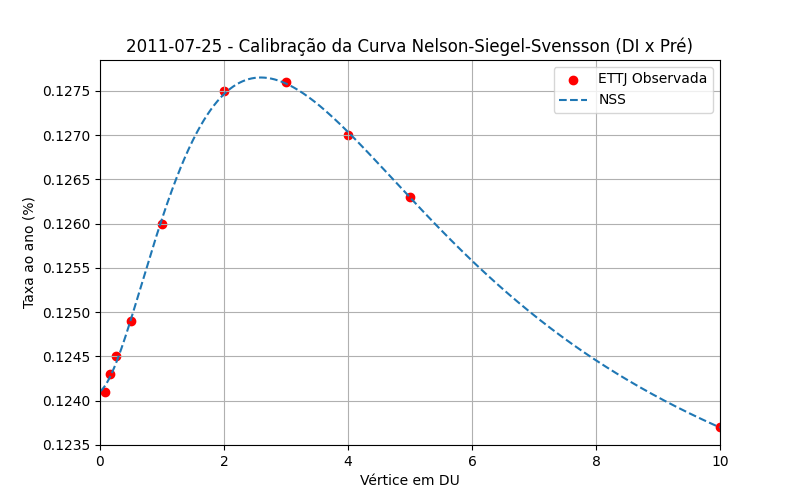 2011-07-25 - Calibração da Curva Nelson-Siegel-Svensson (DI x Pré)
ETTJ Observada
NSS
Taxa ao ano (%)
0.1275
0.1270
0.1265
0.1260
0.1255
0.1250
0.1245
0.1240
0.1235
0 2 4 6 8 10
Vértice em DU